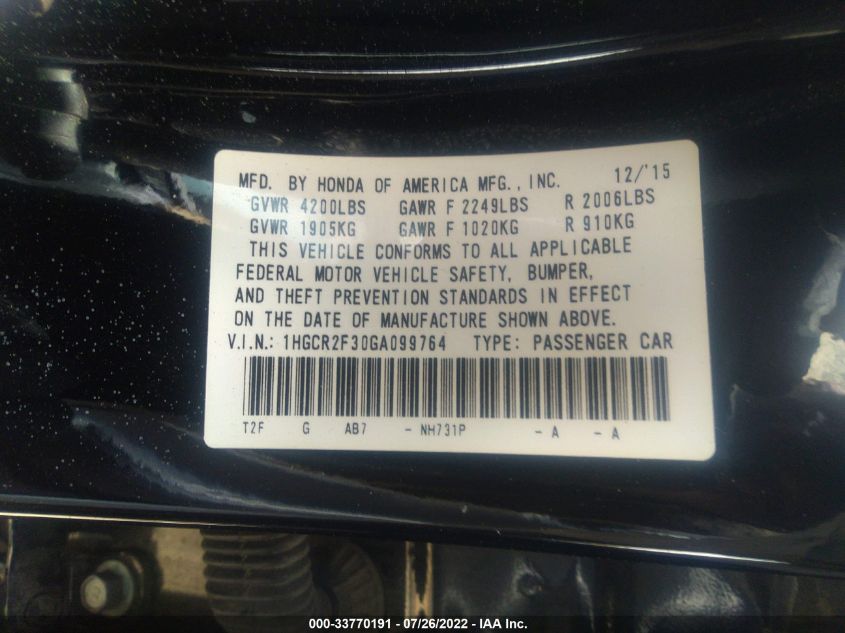 MFD. BY HONDA OF AMERICA MFG., INC. 12/'15
GVWR 4200LBS GAWR F 2249LBS R 2006LBS
GVWR 1905KG GAWR F 1020KG R 910KG
THIS VEHICLE CONFORMS TO ALL APPLICABLE
FEDERAL MOTOR VEHICLE SAFETY, BUMPER,
AND THEFT PREVENTION STANDARDS IN EFFECT
ON THE DATE OF MANUFACTURE SHOWN ABOVE.
V.I.N.: 1HGCR2F30GA099764 TYPE: PASSENGER CAR
T2F G AB7 - NH731P - A - A
000-33770191 - 07/26/2022 - IAA Inc.